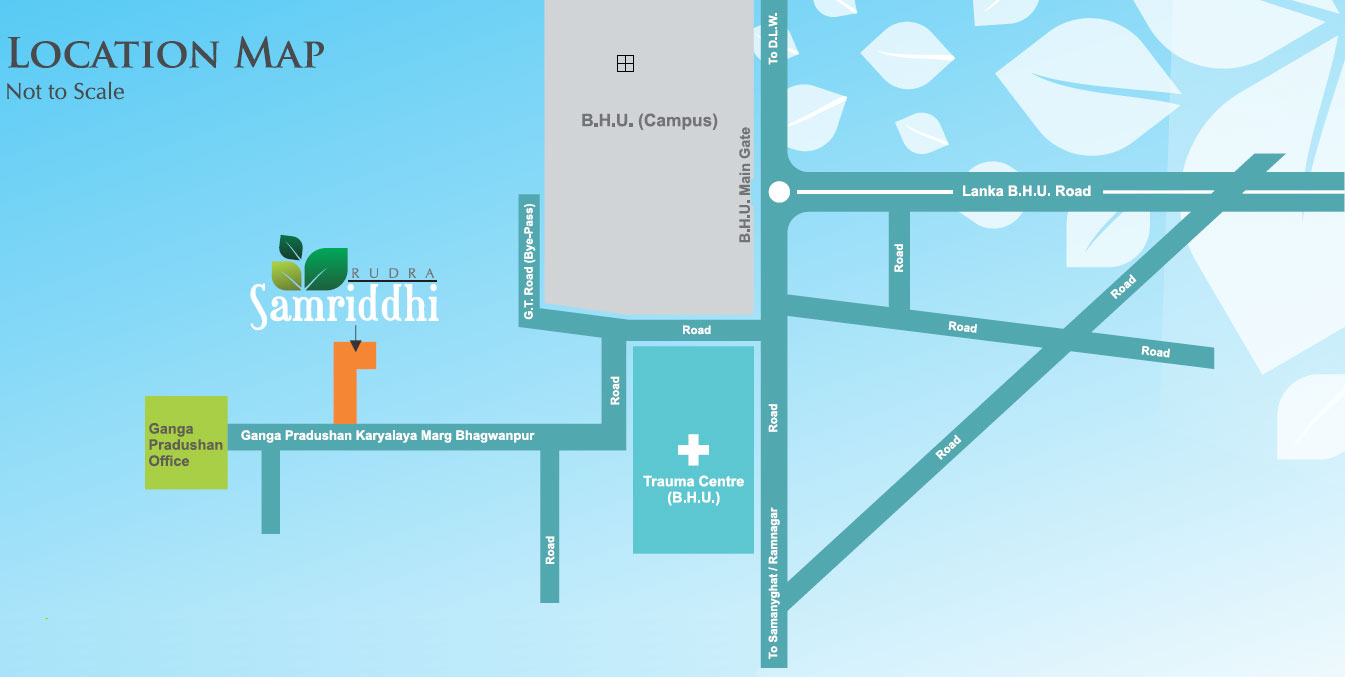 LOCATION MAP
Not to Scale
To D.L.W.
B.H.U. (Campus)
B.H.U. Main Gate
Lanka B.H.U. Road
G.T. Road (Bye-Pass)
Road
Road
RUDRA
Samriddhi
Road
Road
Road
Road
Road
Ganga
Pradushan
Office
Ganga Pradushan Karyalaya Marg Bhagwanpur
Road
Road
Trauma Centre
(B.H.U.)
Road
To Samanyghat / Ramnagar